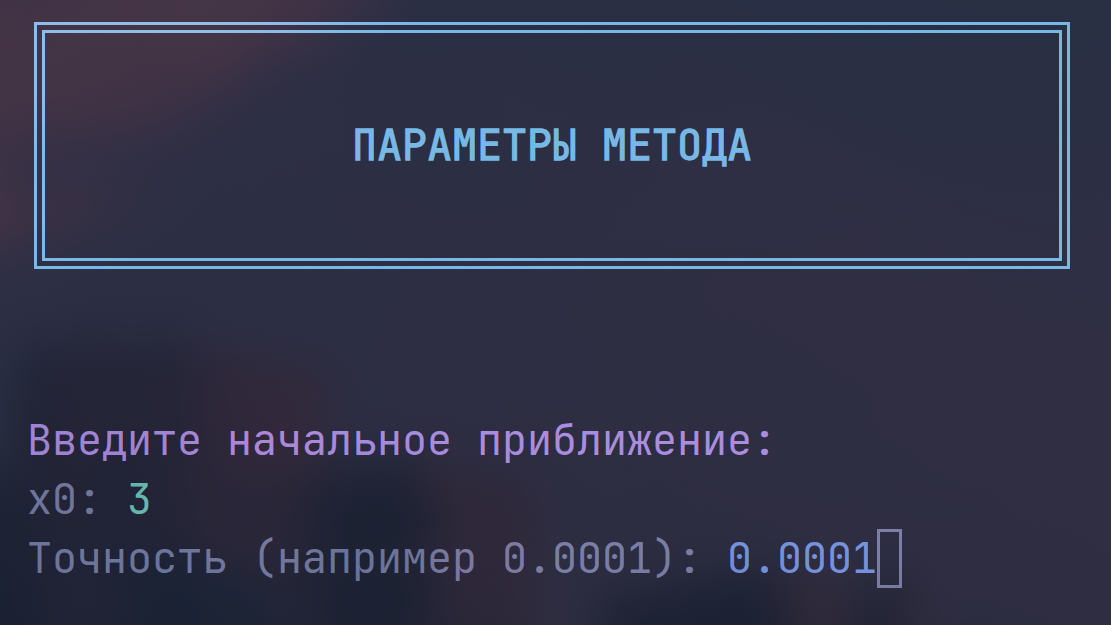 ПАРАМЕТРЫ МЕТОДА
Введите начальное приближение:
x0: 3
Точность (например 0.0001): 0.0001